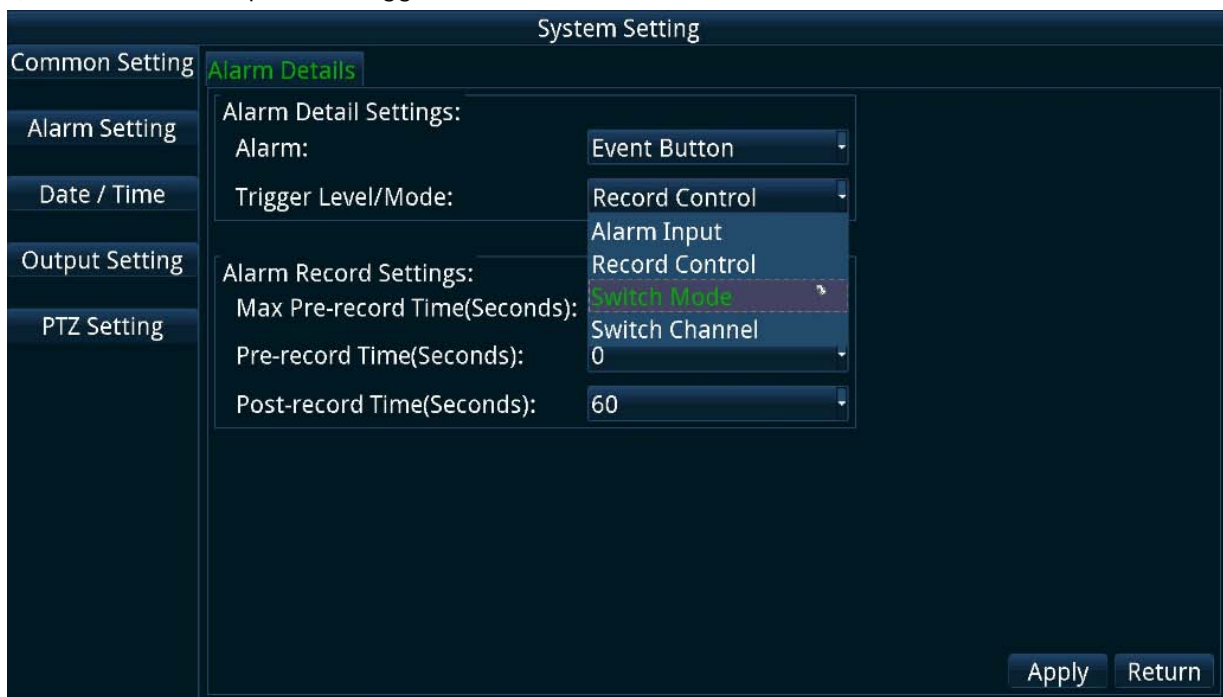 System Setting
Common Setting
Alarm Setting
Date / Time
Output Setting
PTZ Setting
Alarm Details
Alarm Detail Settings:
Alarm: Event Button
Trigger Level/Mode: Record Control
Alarm Input
Record Control
Switch Mode
Switch Channel
Alarm Record Settings:
Max Pre-record Time(Seconds):
Pre-record Time(Seconds): 0
Post-record Time(Seconds): 60
Apply Return